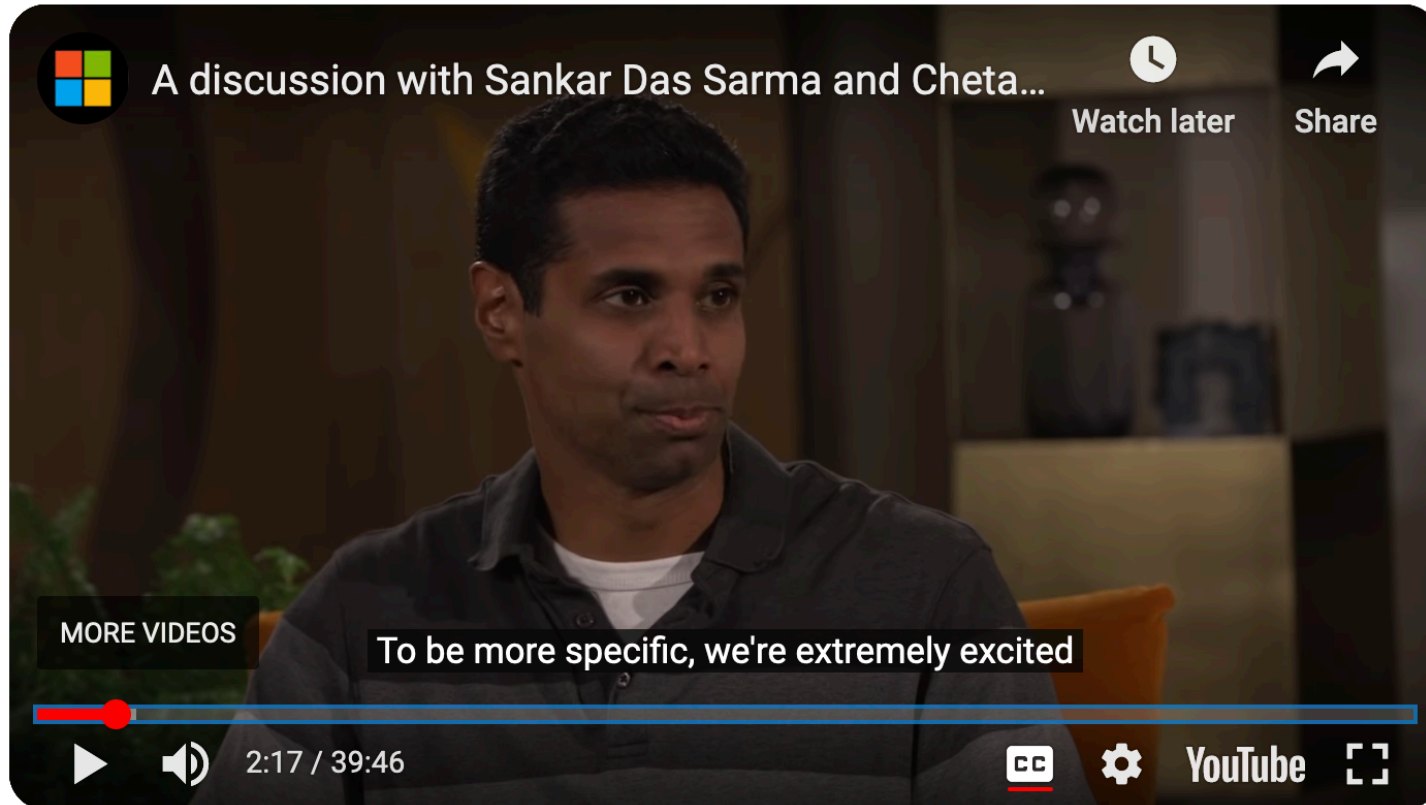 A discussion with Sankar Das Sarma and Cheta...
Watch later
Share
MORE VIDEOS
To be more specific, we're extremely excited
2:17 / 39:46
CC
YouTube